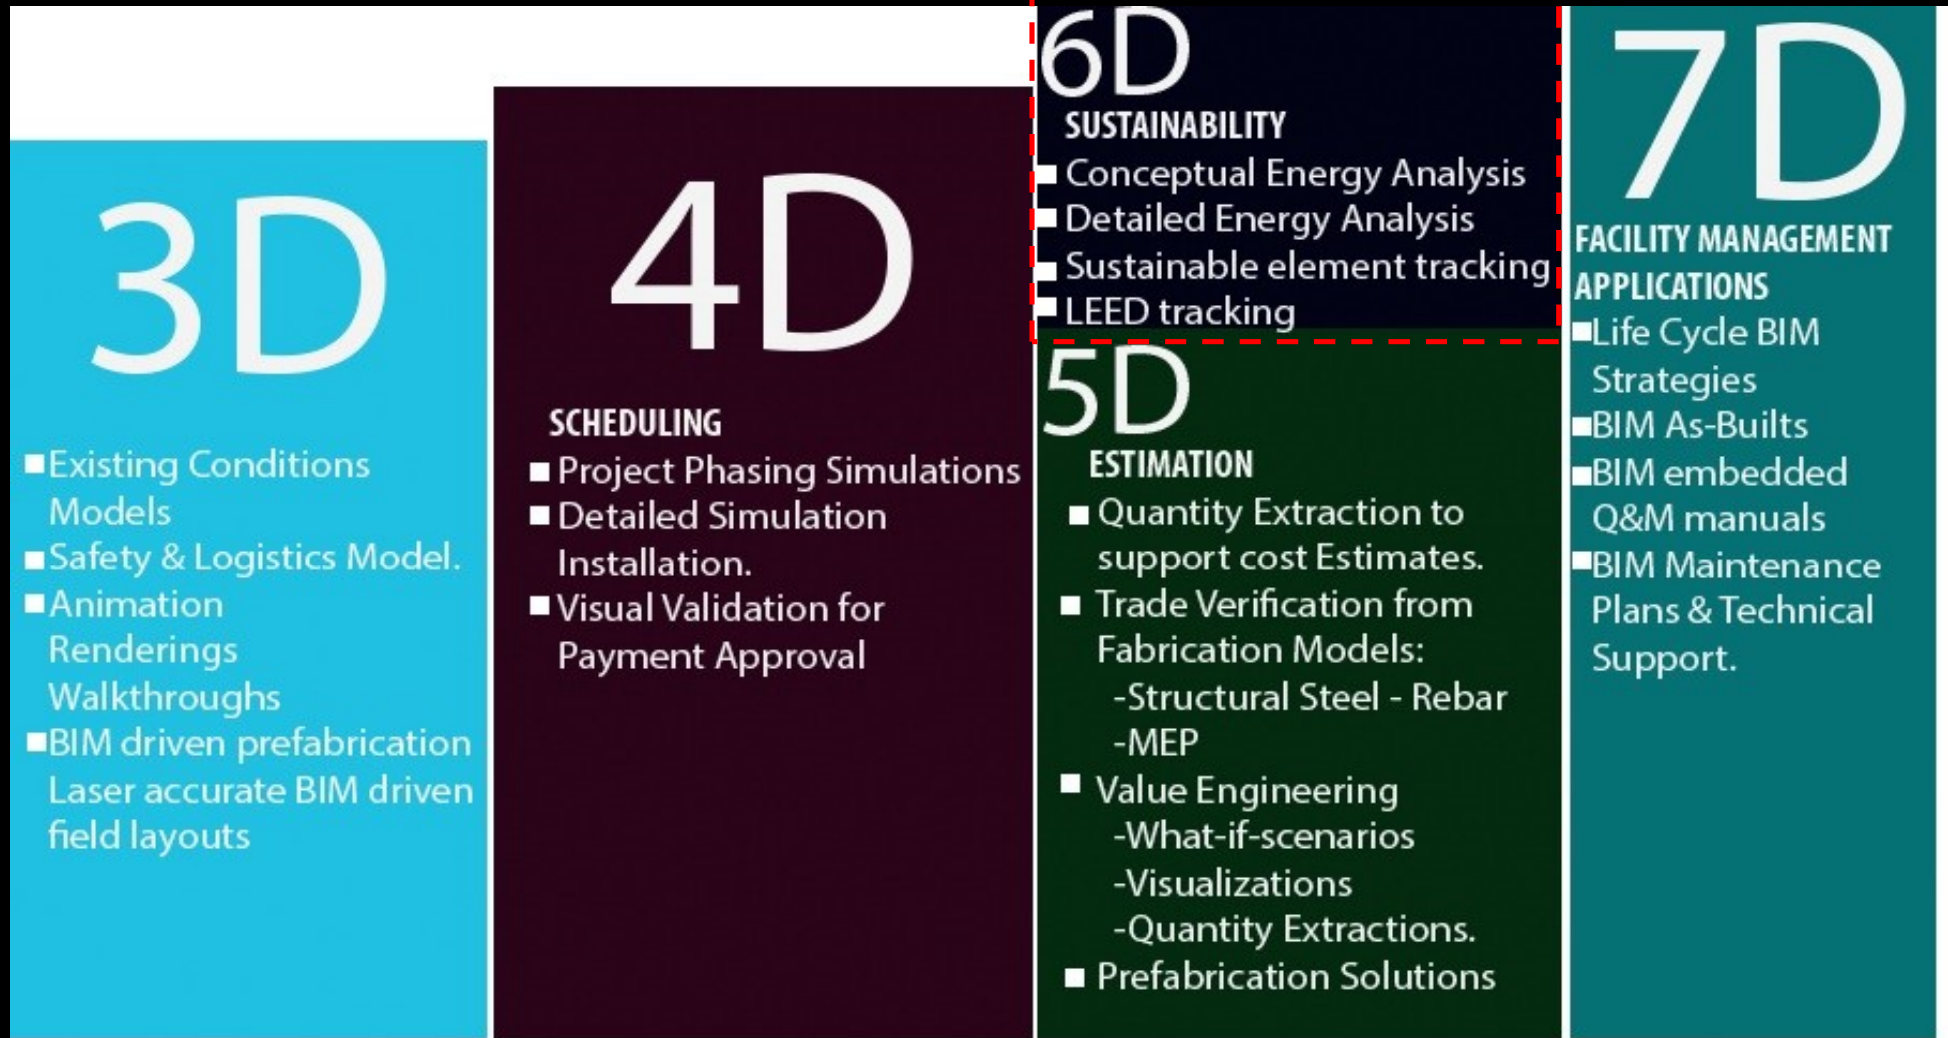 3D
Existing Conditions
Models
Safety & Logistics Model.
Animation
Renderings
Walkthroughs
BIM driven prefabrication
Laser accurate BIM driven
field layouts
4D
SCHEDULING
Project Phasing Simulations
Detailed Simulation
Installation.
Visual Validation for
Payment Approval
6D
SUSTAINABILITY
Conceptual Energy Analysis
Detailed Energy Analysis
Sustainable element tracking
LEED tracking
5D
ESTIMATION
Quantity Extraction to
support cost Estimates.
Trade Verification from
Fabrication Models:
-Structural Steel - Rebar
-MEP
Value Engineering
-What-if-scenarios
-Visualizations
-Quantity Extractions.
Prefabrication Solutions
7D
FACILITY MANAGEMENT
APPLICATIONS
Life Cycle BIM
Strategies
BIM As-Builts
BIM embedded
Q&M manuals
BIM Maintenance
Plans & Technical
Support.